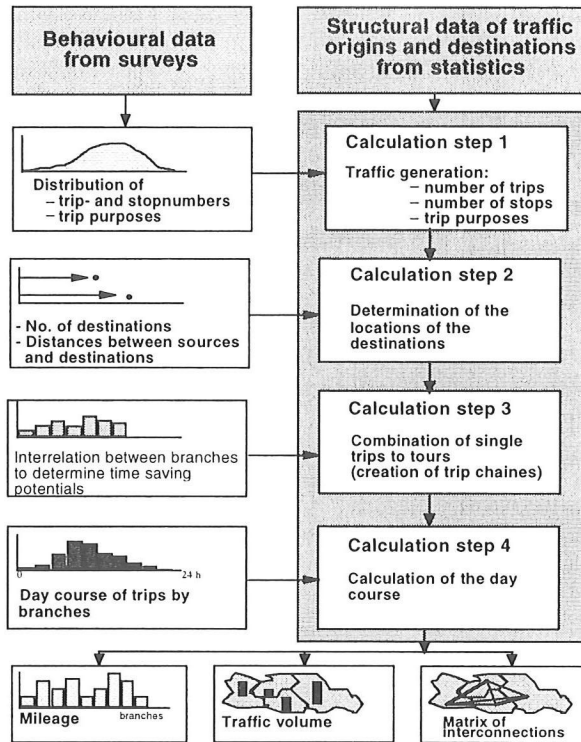 Behavioural data
from surveys
Structural data of traffic
origins and destinations
from statistics
Distribution of
– trip- and stopnumbers
– trip purposes
Calculation step 1
Traffic generation:
– number of trips
– number of stops
– trip purposes
- No. of destinations
- Distances between sources
and destinations
Calculation step 2
Determination of the
locations of the
destinations
Interrelation between branches
to determine time saving
potentials
Calculation step 3
Combination of single
trips to tours
(creation of trip chaines)
0 24 h
Day course of trips by
branches
Calculation step 4
Calculation of the day
course
Mileage branches
Traffic volume
Matrix of
interconnections